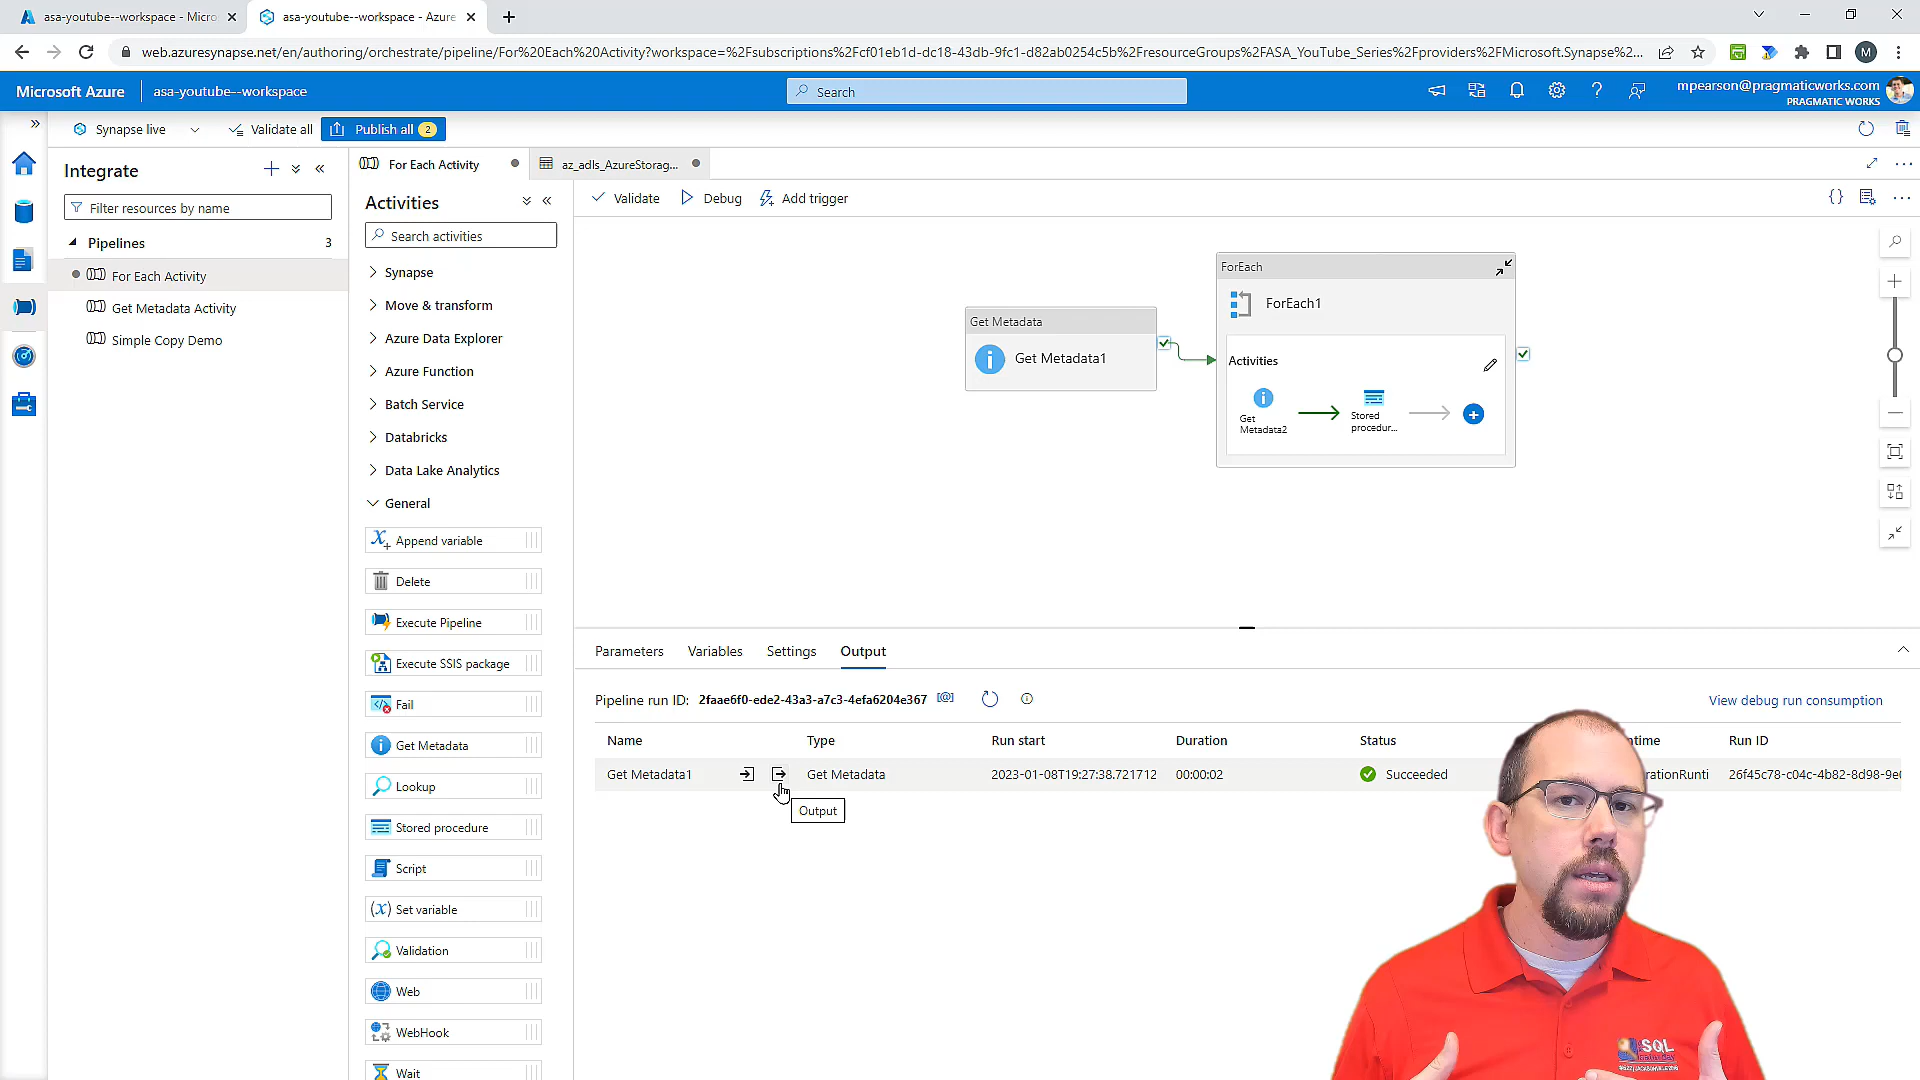 asa-youtube--workspace - Micro
asa-youtube--workspace - Azure
web.azuresynapse.net/en/authoring/orchestrate/pipeline/For%20Each%20Activity?workspace=%2Fsubscriptions%2Fcf01eb1d-dc18-43db-9fc1-d82ab0254c5b%2FresourceGroups%2FASA_YouTube_Series%2Fproviders%2FMicrosoft.Synapse%2...
M
Microsoft Azure
asa-youtube--workspace
Search
mpearson@pragmaticworks.com
PRAGMATIC WORKS
Synapse live
Validate all
Publish all 2
Integrate
Filter resources by name
Pipelines 3
For Each Activity
Get Metadata Activity
Simple Copy Demo
For Each Activity
az_adls_AzureStorag...
Activities
Search activities
Synapse
Move & transform
Azure Data Explorer
Azure Function
Batch Service
Databricks
Data Lake Analytics
General
Append variable
Delete
Execute Pipeline
Execute SSIS package
Fail
Get Metadata
Lookup
Stored procedure
Script
Set variable
Validation
Web
WebHook
Wait
Validate
Debug
Add trigger
Get Metadata
Get Metadata1
ForEach
ForEach1
Activities
Get
Metadata2
Stored
procedur...
Parameters
Variables
Settings
Output
Pipeline run ID: 2faae6f0-ede2-43a3-a7c3-4efa6204e367
View debug run consumption
Name Type Run start Duration Status ntime Run ID
Get Metadata1 Get Metadata 2023-01-08T19:27:38.721712 00:00:02 Succeeded rationRunti 26f45c78-c04c-4b82-8d98-9e
Output
SQL